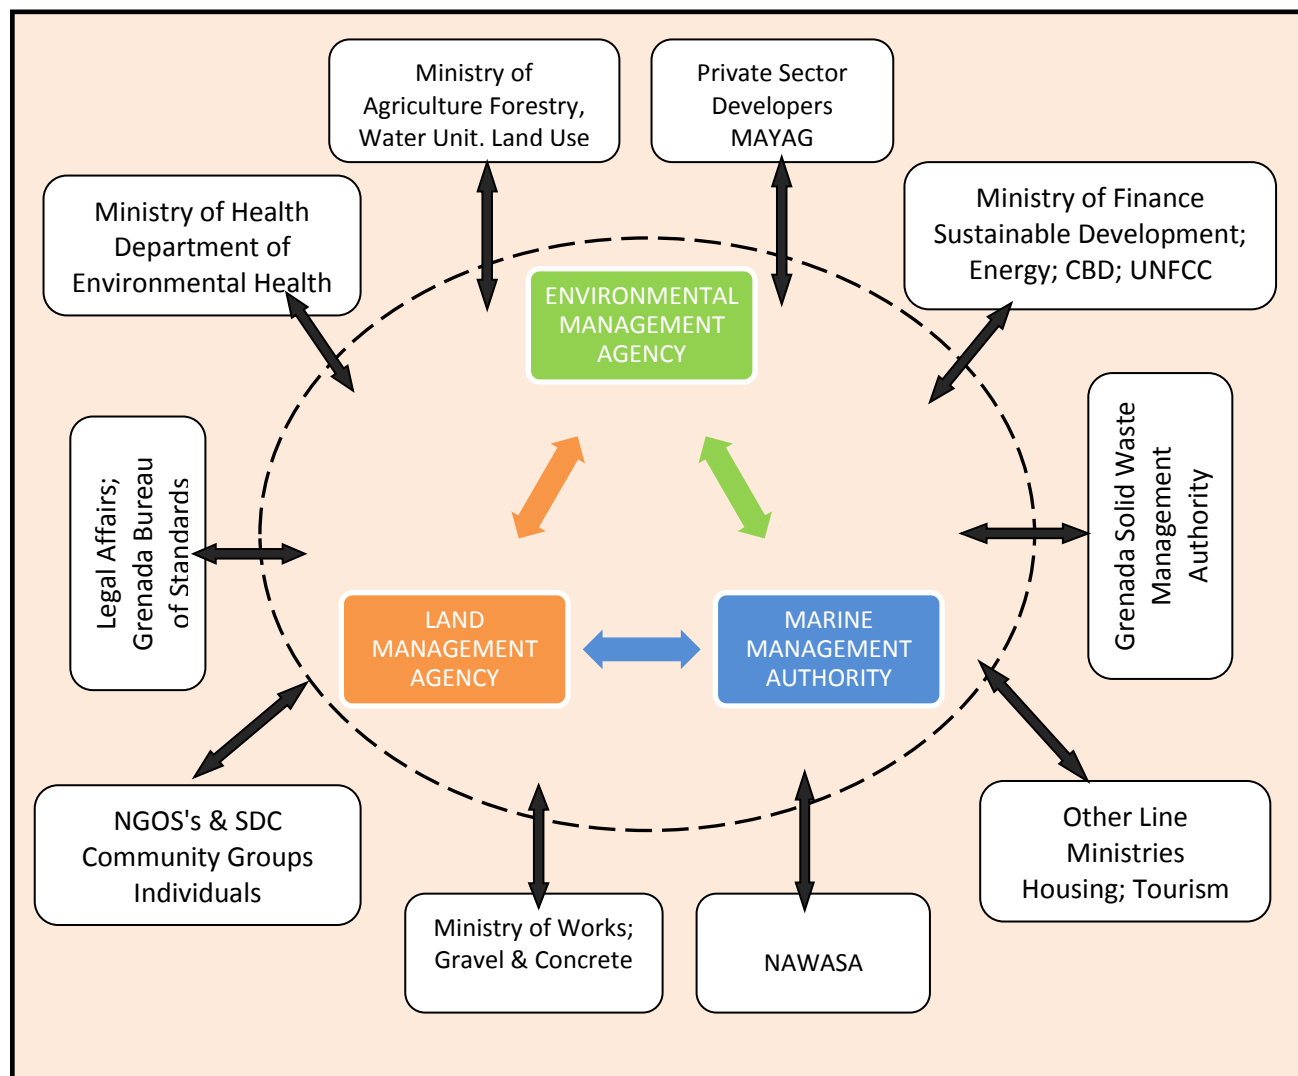 Ministry of
Agriculture Forestry,
Water Unit. Land Use
Private Sector
Developers
MAYAG
Ministry of Health
Department of
Environmental Health
Ministry of Finance
Sustainable Development;
Energy; CBD; UNFCC
ENVIRONMENTAL
MANAGEMENT
AGENCY
Legal Affairs;
Grenada Bureau
of Standards
Grenada Solid Waste
Management
Authority
LAND
MANAGEMENT
AGENCY
MARINE
MANAGEMENT
AUTHORITY
NGOS's & SDC
Community Groups
Individuals
Ministry of Works;
Gravel & Concrete
NAWASA
Other Line
Ministries
Housing; Tourism